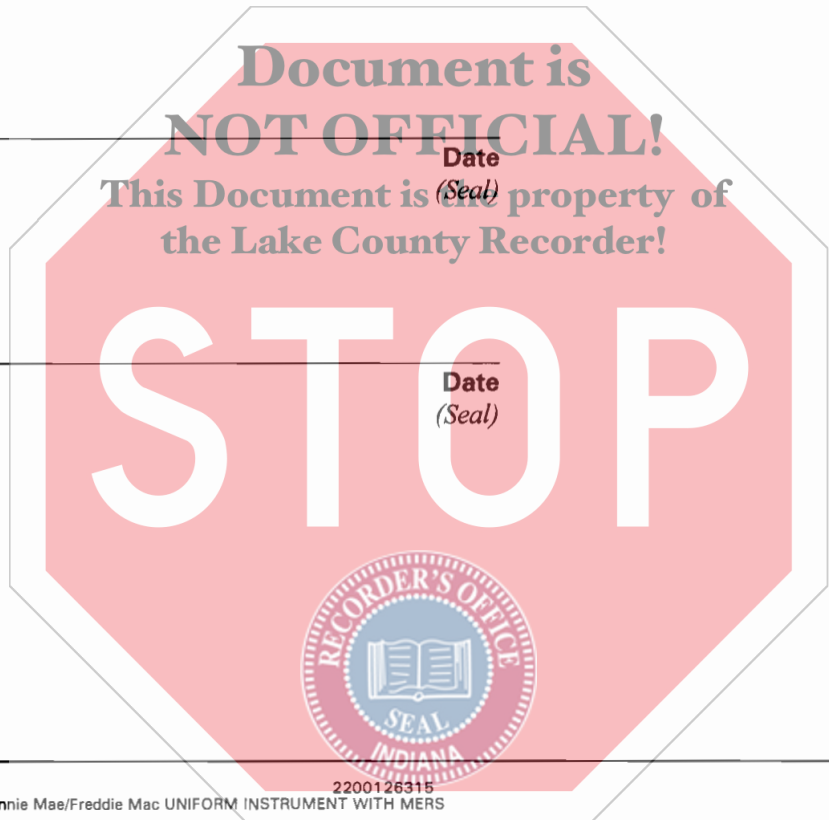 Document is
NOT OFFICIAL!
Date
This Document is the property of
(Seal)
the Lake County Recorder!
STOP
Date
(Seal)
RECORDER'S OFFICE
SEAL
INDIANA
2200126315
nnie Mae/Freddie Mac UNIFORM INSTRUMENT WITH MERS